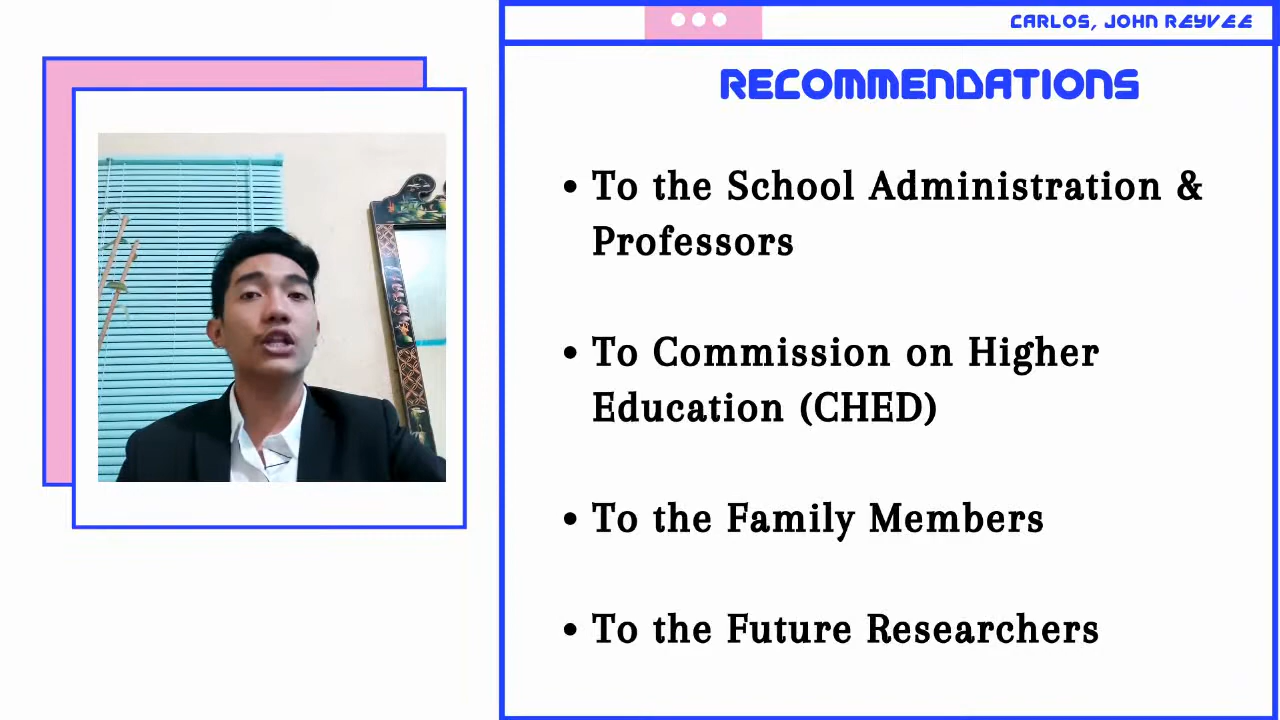 CARLOS, JOHN REYVEE
RECOMMENDATIONS
• To the School Administration &
Professors
• To Commission on Higher
Education (CHED)
• To the Family Members
• To the Future Researchers